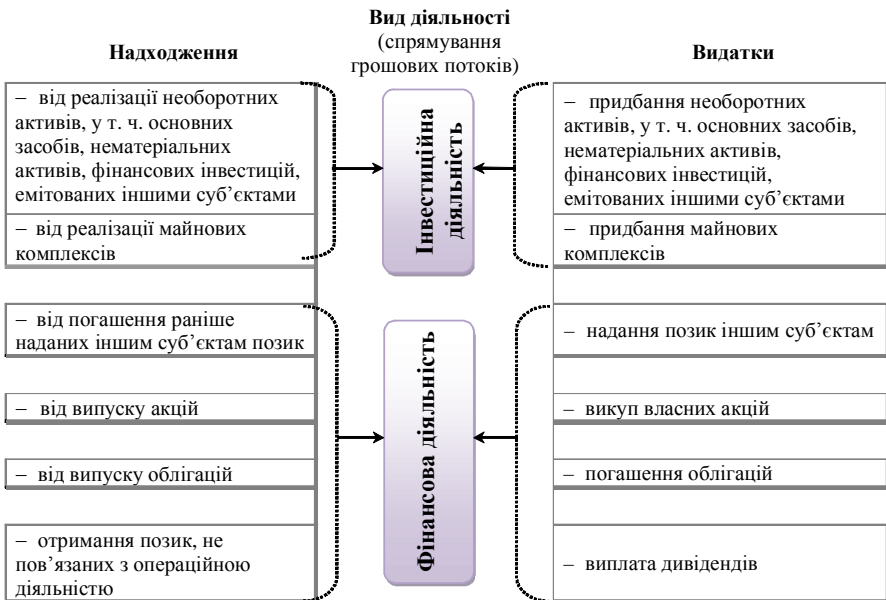 Вид діяльності
(спрямування
грошових потоків)
Надходження
Видатки
– від реалізації необоротних
активів, у т. ч. основних
засобів, нематеріальних
активів, фінансових інвестицій,
емітованих іншими суб’єктами
– від реалізації майнових
комплексів
Інвестиційна
діяльність
– придбання необоротних
активів, у т. ч. основних засобів,
нематеріальних активів,
фінансових інвестицій,
емітованих іншими суб’єктами
– придбання майнових
комплексів
– від погашення раніше
наданих іншим суб’єктам позик
– від випуску акцій
– від випуску облігацій
– отримання позик, не
пов’язаних з операційною
діяльністю
Фінансова діяльність
– надання позик іншим суб’єктам
– викуп власних акцій
– погашення облігацій
– виплата дивідендів